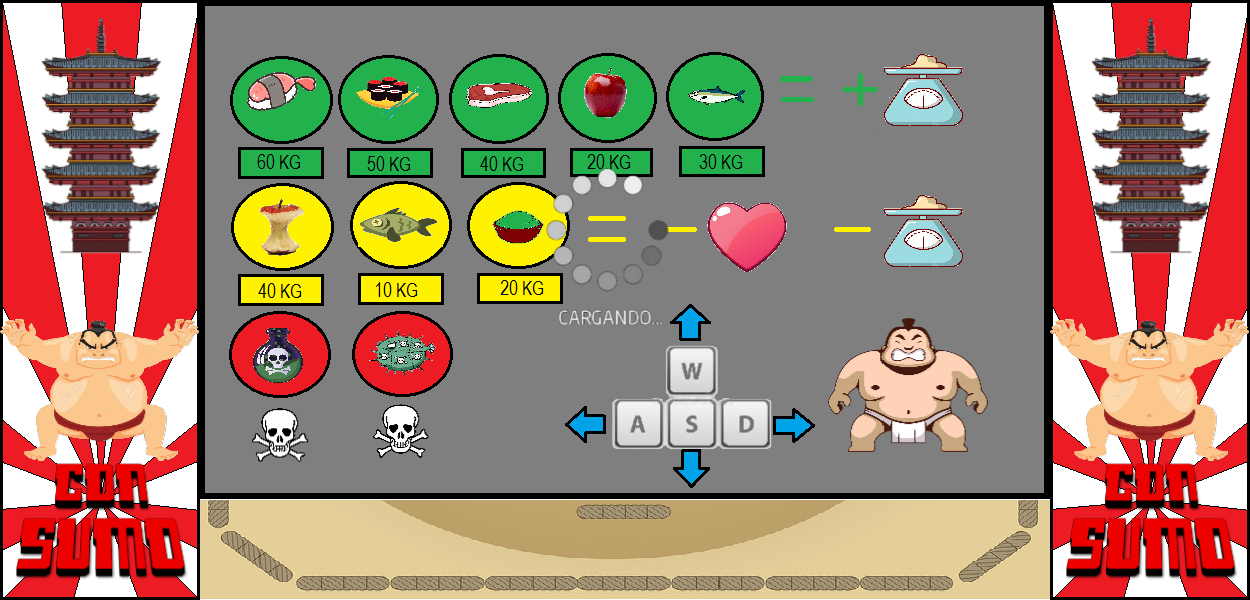 60 KG
50 KG
40 KG
20 KG
30 KG
40 KG
10 KG
20 KG
CARGANDO...
W
A S D
GON
SUMO
GON
SUMO